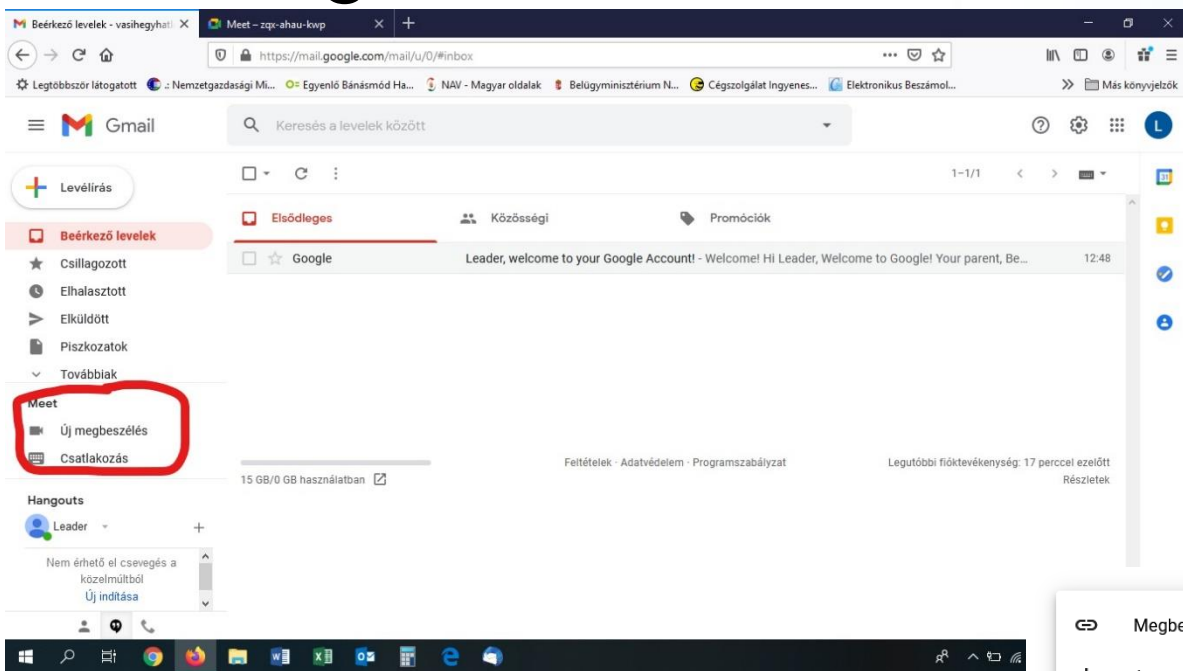 Beérkező levelek - vasihegyhat
Meet – zqx-ahau-kwp
https://mail.google.com/mail/u/0/#inbox
Legtöbbször látogatott .: Nemzetgazdasági Mi... Egyenlő Bánásmód Ha... NAV - Magyar oldalak Belügyminisztérium N... Cégszolgálat Ingyenes... Elektronikus Beszámol... Más könyvjelzők
Gmail
Keresés a levelek között
L
Levélírás
1–1/1
31
Elsődleges Közösségi Promóciók
Beérkező levelek
Google Leader, welcome to your Google Account! - Welcome! Hi Leader, Welcome to Google! Your parent, Be... 12:48
Csillagozott
Elhalasztott
Elküldött
Piszkozatok
Továbbiak
Meet
Új megbeszélés
Csatlakozás
15 GB/0 GB használatban
Feltételek · Adatvédelem · Programszabályzat
Legutóbbi fióktevékenység: 17 perccel ezelőtt
Részletek
Hangouts
Leader
Nem érhető el csevegés a
közelmúltból
Új indítása